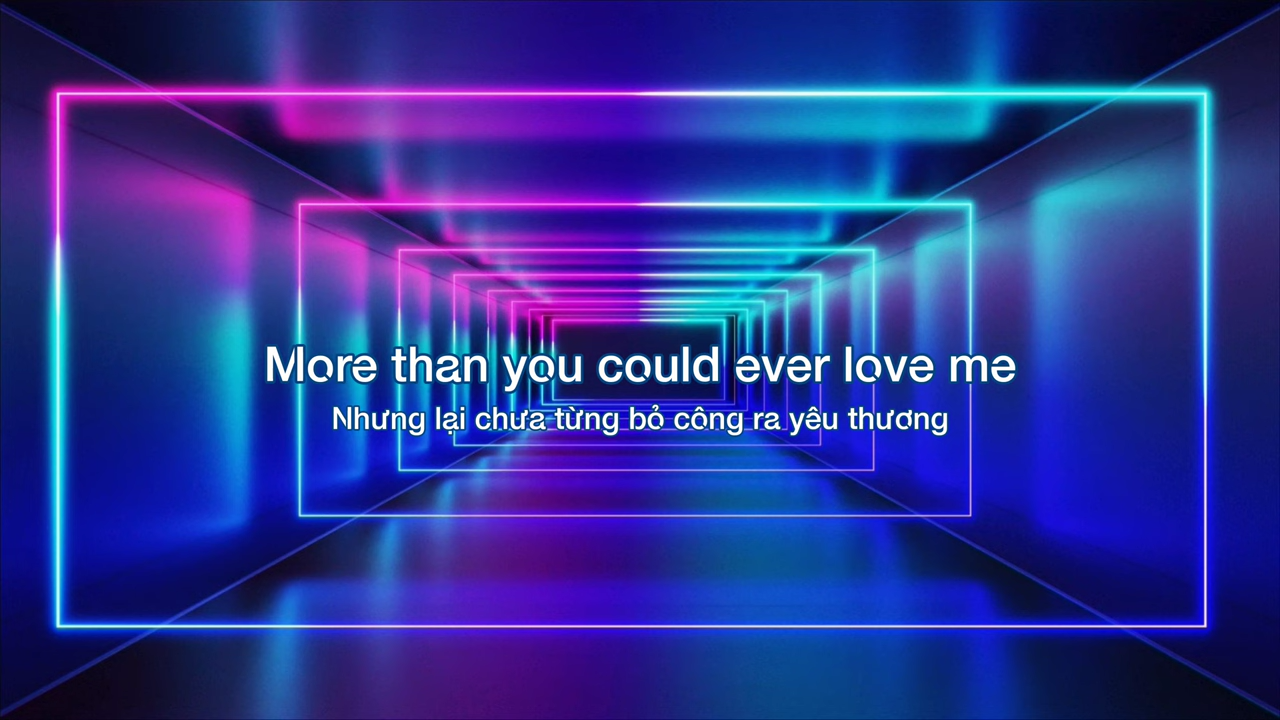 More than you could ever love me
Nhưng lại chưa từng bỏ công ra yêu thương